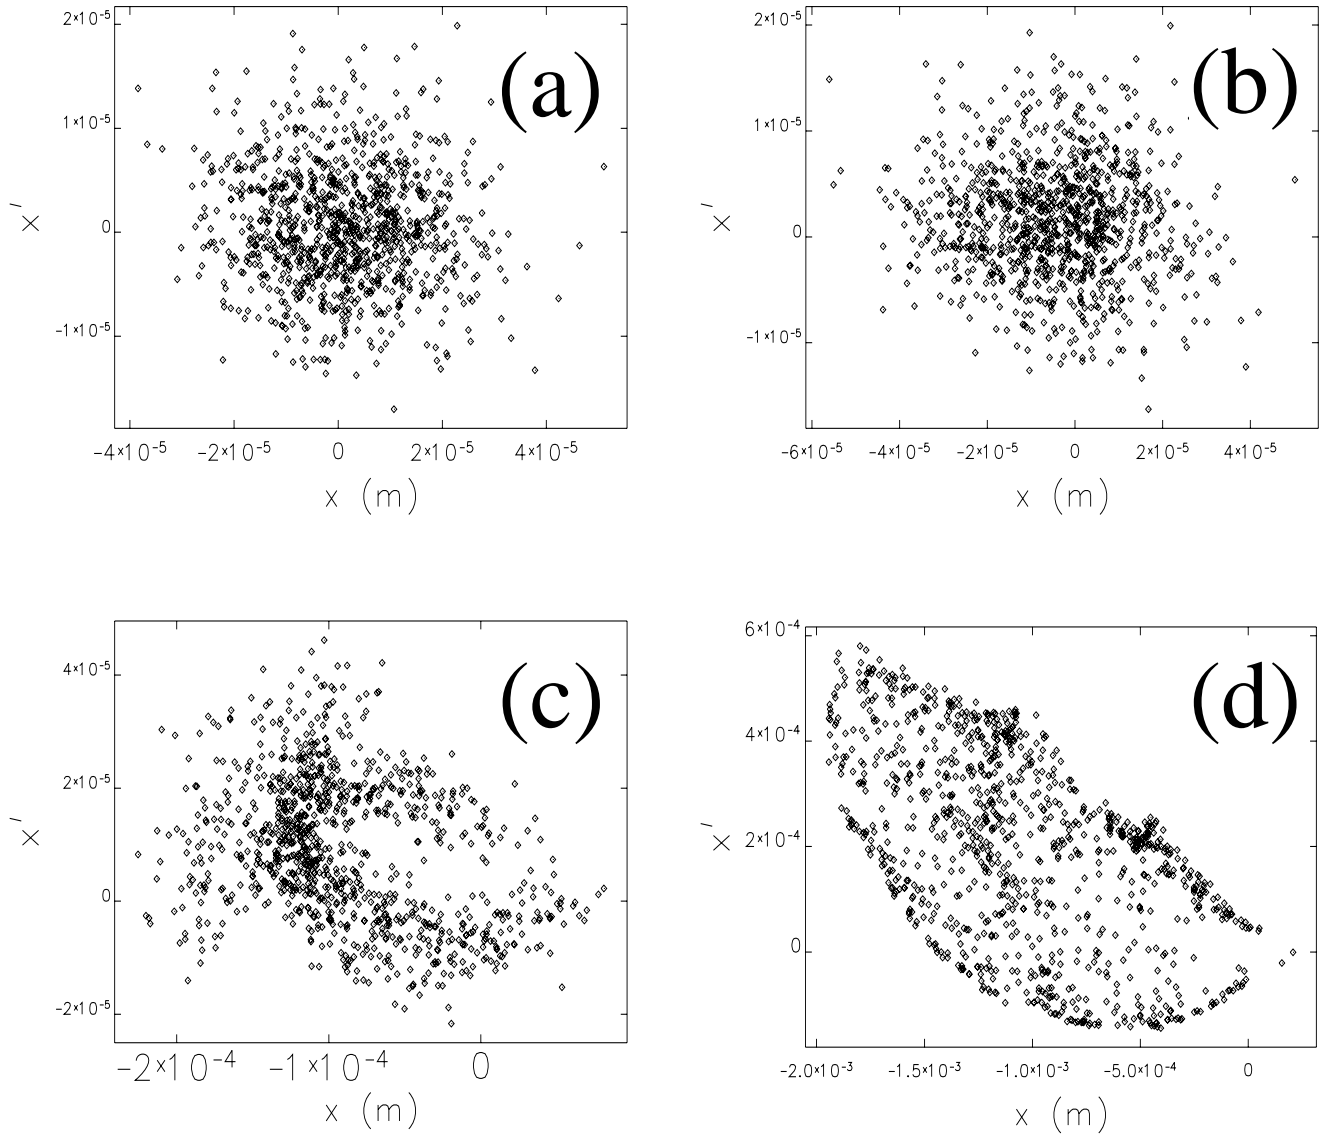 2×10⁻⁵
1×10⁻⁵
0
-1×10⁻⁵
x'
(a)
-4×10⁻⁵ -2×10⁻⁵ 0 2×10⁻⁵ 4×10⁻⁵
x (m)
2×10⁻⁵
1×10⁻⁵
0
-1×10⁻⁵
x'
(b)
-6×10⁻⁵ -4×10⁻⁵ -2×10⁻⁵ 0 2×10⁻⁵ 4×10⁻⁵
x (m)
4×10⁻⁵
2×10⁻⁵
0
-2×10⁻⁵
x'
(c)
-2×10⁻⁴ -1×10⁻⁴ 0
x (m)
6×10⁻⁴
4×10⁻⁴
2×10⁻⁴
0
x'
(d)
-2.0×10⁻³ -1.5×10⁻³ -1.0×10⁻³ -5.0×10⁻⁴ 0
x (m)